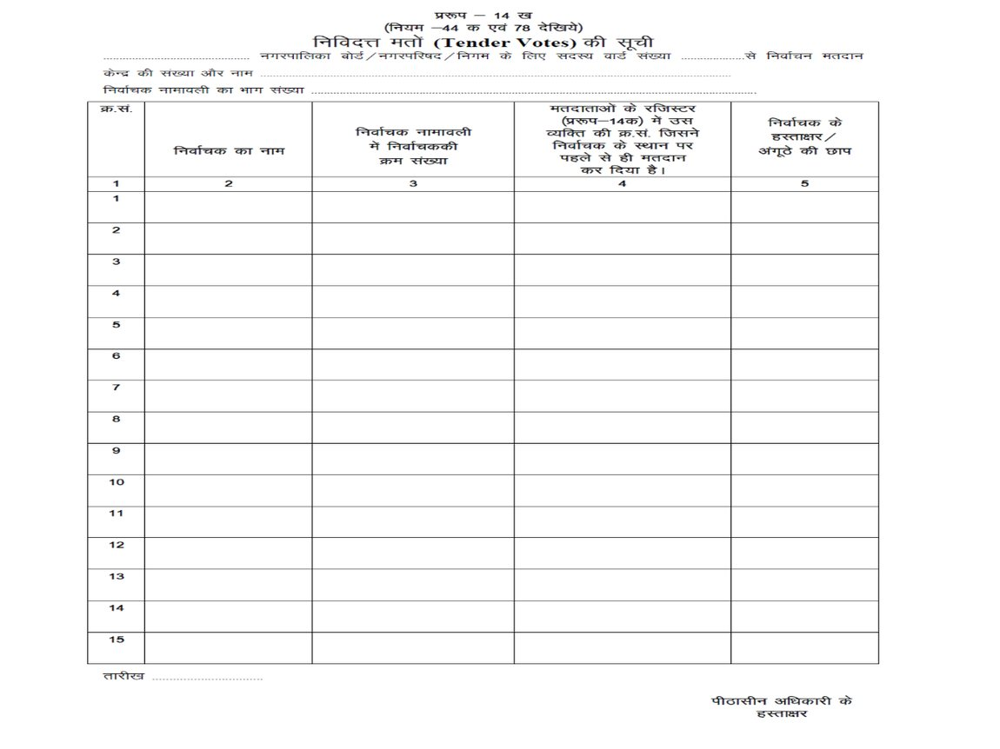 प्ररूप – 14 ख
(नियम –44 क एवं 78 देखिये)
निविदत्त मतों (Tender Votes) की सूची
........................................ नगरपालिका बोर्ड/नगरपरिषद/निगम के लिए सदस्य वार्ड संख्या ..................से निर्वाचन मतदान
केन्द्र की संख्या और नाम ................................................................................................................................
निर्वाचक नामावली का भाग संख्या ..........................................................................................................................
क्र.सं.
निर्वाचक का नाम
निर्वाचक नामावली
में निर्वाचककी
क्रम संख्या
मतदाताओं के रजिस्टर
(प्ररूप–14क) में उस
व्यक्ति की क्र.सं. जिसने
निर्वाचक के स्थान पर
पहले से ही मतदान
कर दिया है।
निर्वाचक के
हस्ताक्षर/
अंगूठे की छाप
1 2 3 4 5
1
2
3
4
5
6
7
8
9
10
11
12
13
14
15
तारीख ...............................
पीठासीन अधिकारी के
हस्ताक्षर